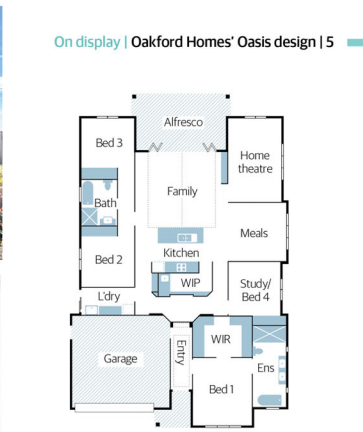 On display | Oakford Homes' Oasis design | 5
Alfresco
Bed 3
Home
theatre
Family
Bath
Meals
Kitchen
Bed 2
WIP
Study/
Bed 4
L'dry
WIR
Garage
Entry
Ens
Bed 1